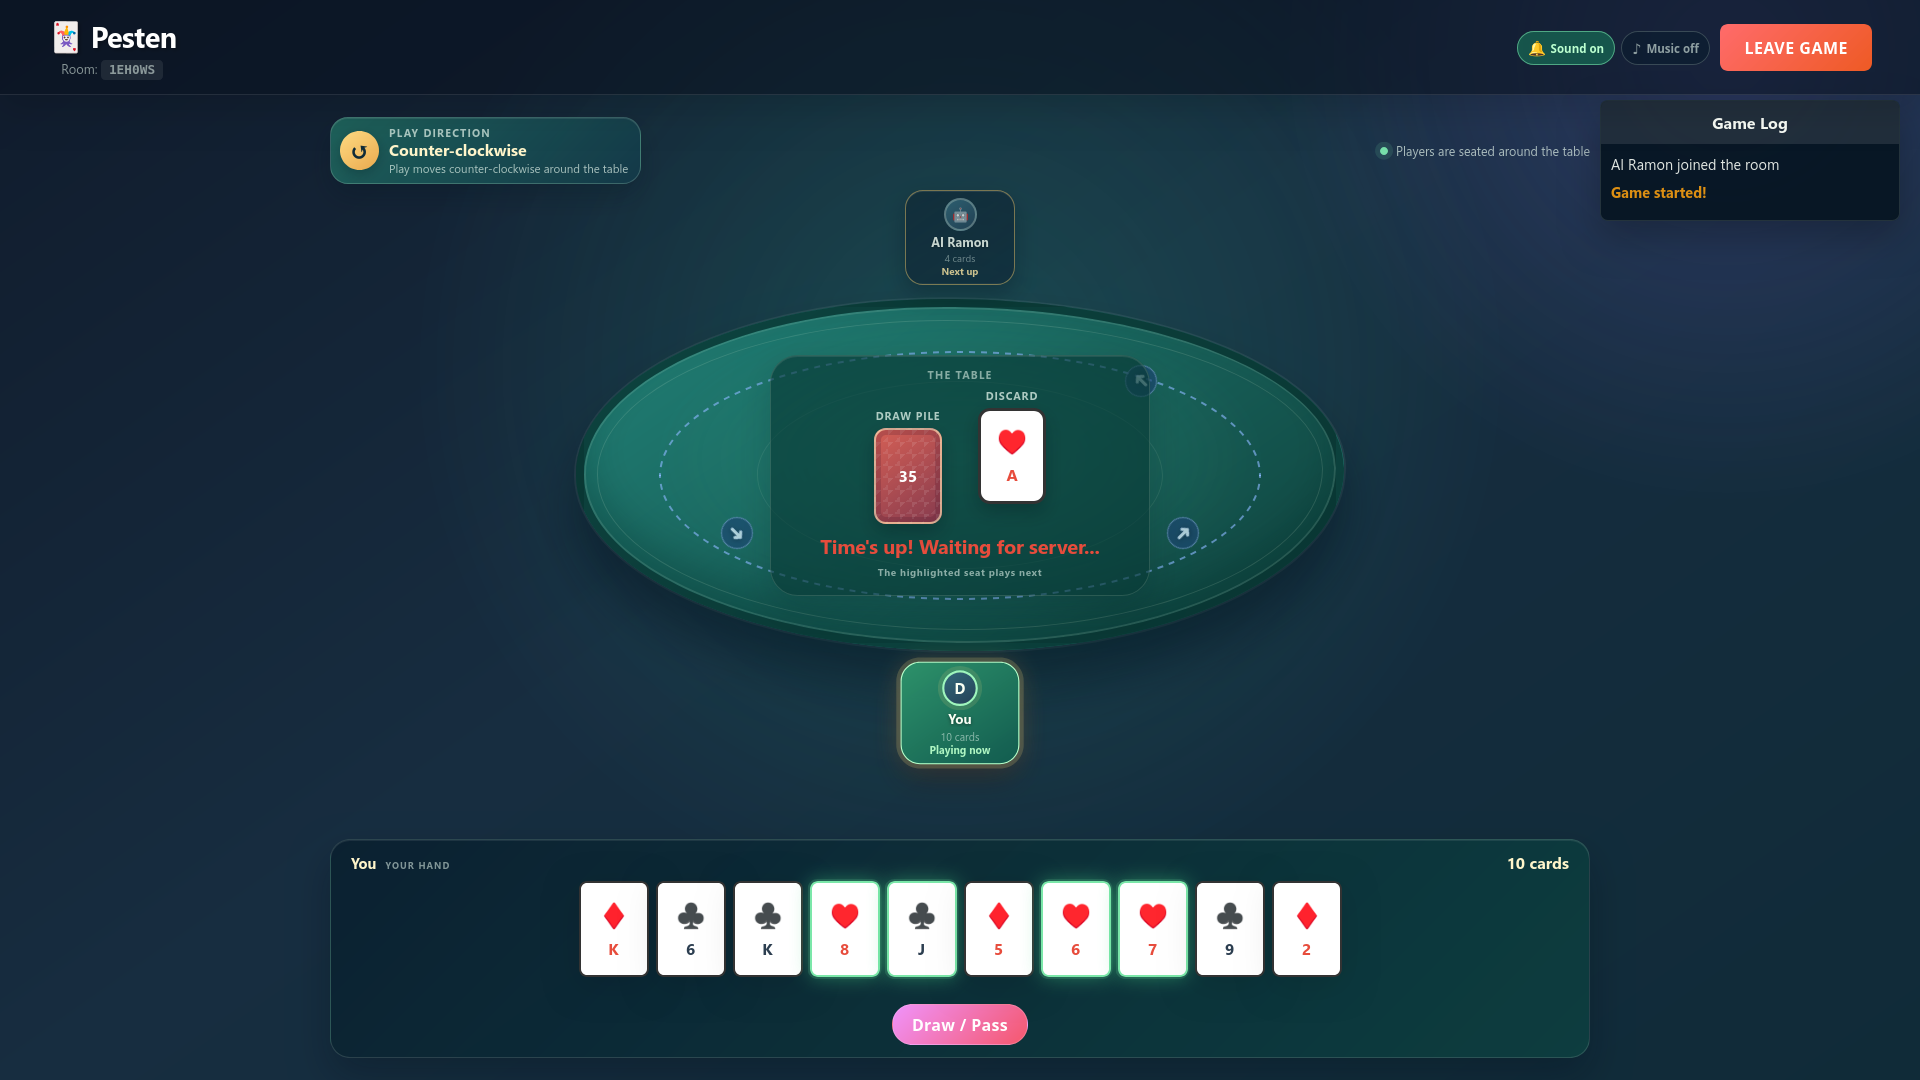 Pesten
Room: 1EH0WS
Sound on
Music off
LEAVE GAME
PLAY DIRECTION
Counter-clockwise
Play moves counter-clockwise around the table
Players are seated around the table
Game Log
AI Ramon joined the room
Game started!
AI Ramon
4 cards
Next up
THE TABLE
DISCARD
DRAW PILE
35
A
Time's up! Waiting for server...
The highlighted seat plays next
D
You
10 cards
Playing now
You YOUR HAND
10 cards
K 6 K 8 J 5 6 7 9 2
Draw / Pass